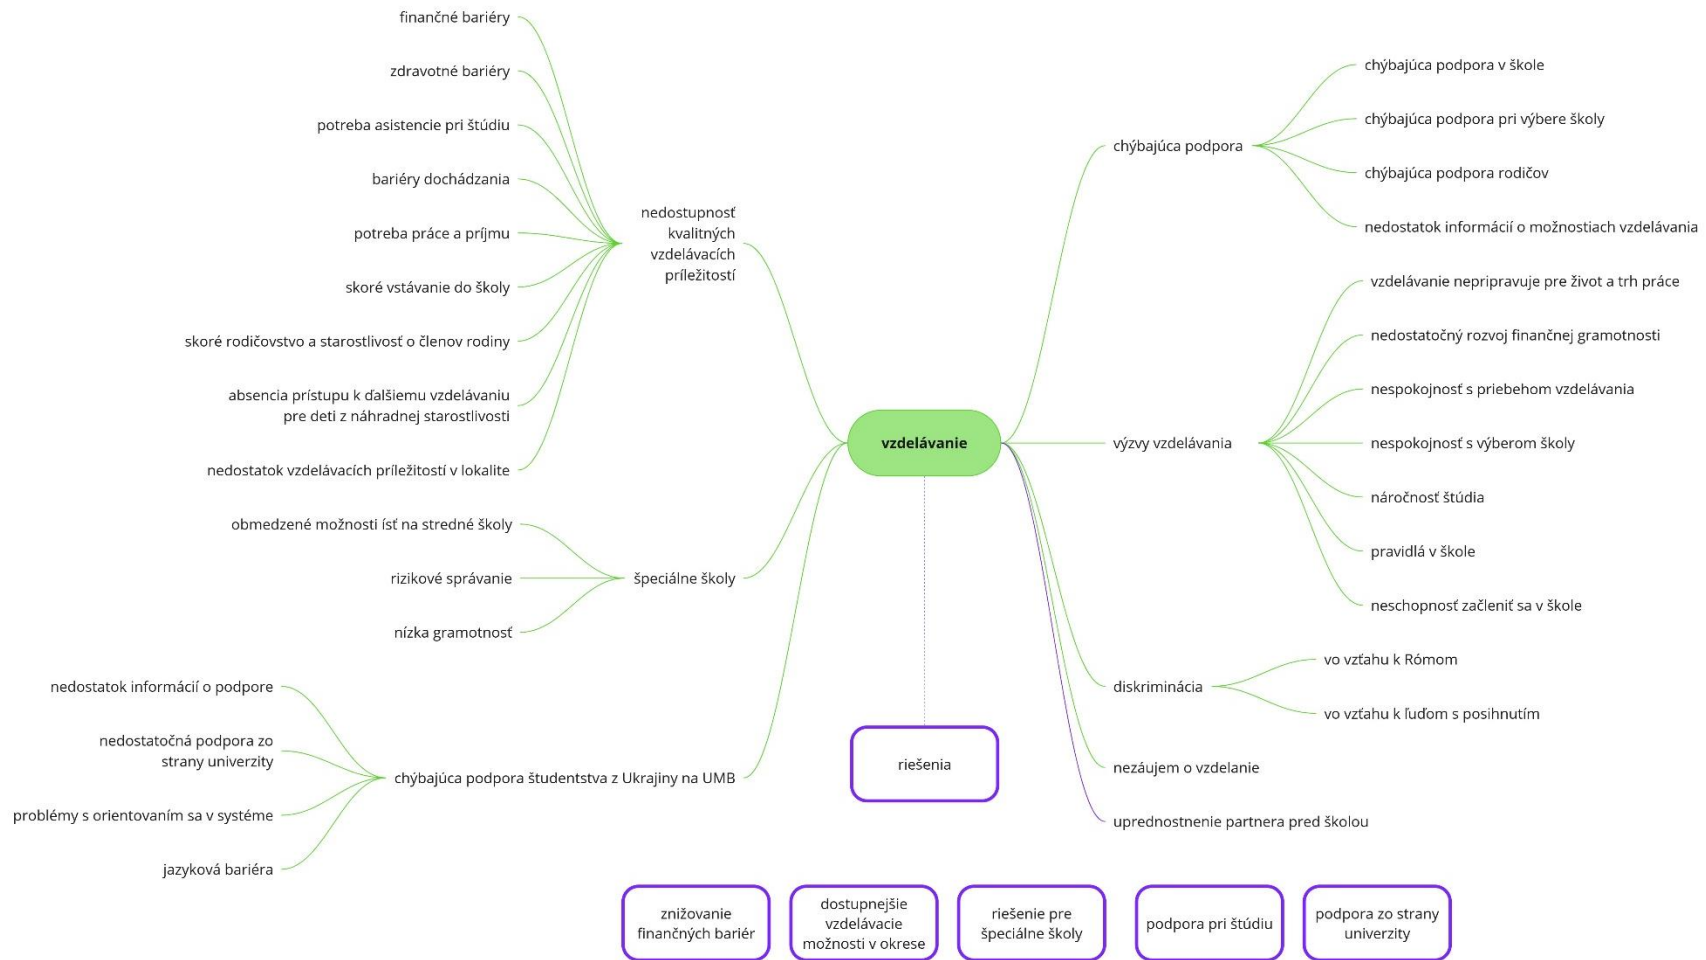 finančné bariéry
zdravotné bariéry
potreba asistencie pri štúdiu
bariéry dochádzania
potreba práce a príjmu
skoré vstávanie do školy
skoré rodičovstvo a starostlivosť o členov rodiny
absencia prístupu k ďalšiemu vzdelávaniu
pre deti z náhradnej starostlivosti
nedostatok vzdelávacích príležitostí v lokalite
nedostupnosť
kvalitných
vzdelávacích
príležitostí
obmedzené možnosti ísť na stredné školy
rizikové správanie
nízka gramotnosť
špeciálne školy
nedostatok informácií o podpore
nedostatočná podpora zo
strany univerzity
problémy s orientovaním sa v systéme
jazyková bariéra
chýbajúca podpora študentstva z Ukrajiny na UMB
vzdelávanie
chýbajúca podpora
chýbajúca podpora v škole
chýbajúca podpora pri výbere školy
chýbajúca podpora rodičov
nedostatok informácií o možnostiach vzdelávania
výzvy vzdelávania
vzdelávanie nepripravuje pre život a trh práce
nedostatočný rozvoj finančnej gramotnosti
nespokojnosť s priebehom vzdelávania
nespokojnosť s výberom školy
náročnosť štúdia
pravidlá v škole
neschopnosť začleniť sa v škole
diskriminácia
vo vzťahu k Rómom
vo vzťahu k ľuďom s posihnutím
nezáujem o vzdelanie
uprednostnenie partnera pred školou
riešenia
znižovanie
finančných bariér
dostupnejšie
vzdelávacie
možnosti v okrese
riešenie pre
špeciálne školy
podpora pri štúdiu
podpora zo strany
univerzity